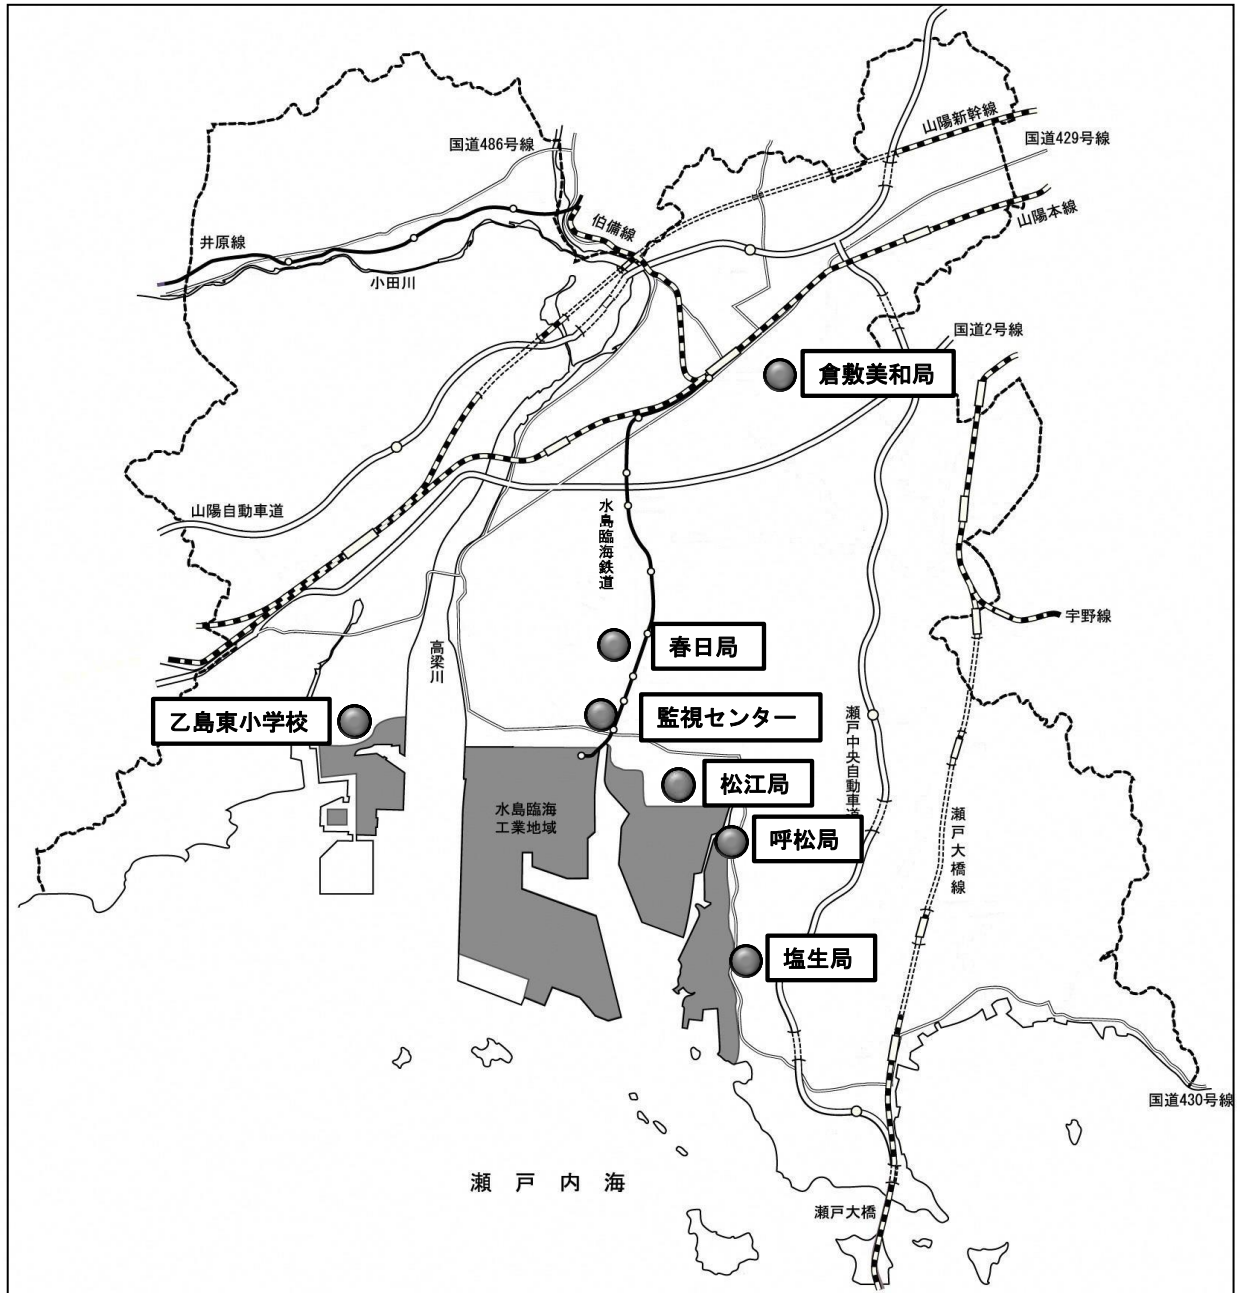 山陽新幹線
国道486号線
国道429号線
伯備線
山陽本線
井原線
小田川
国道2号線
倉敷美和局
山陽自動車道
水島臨海鉄道
宇野線
春日局
高梁川
乙島東小学校
監視センター
瀬戸中央自動車道
松江局
水島臨海
工業地域
呼松局
瀬戸大橋線
塩生局
国道430号線
瀬戸内海
瀬戸大橋